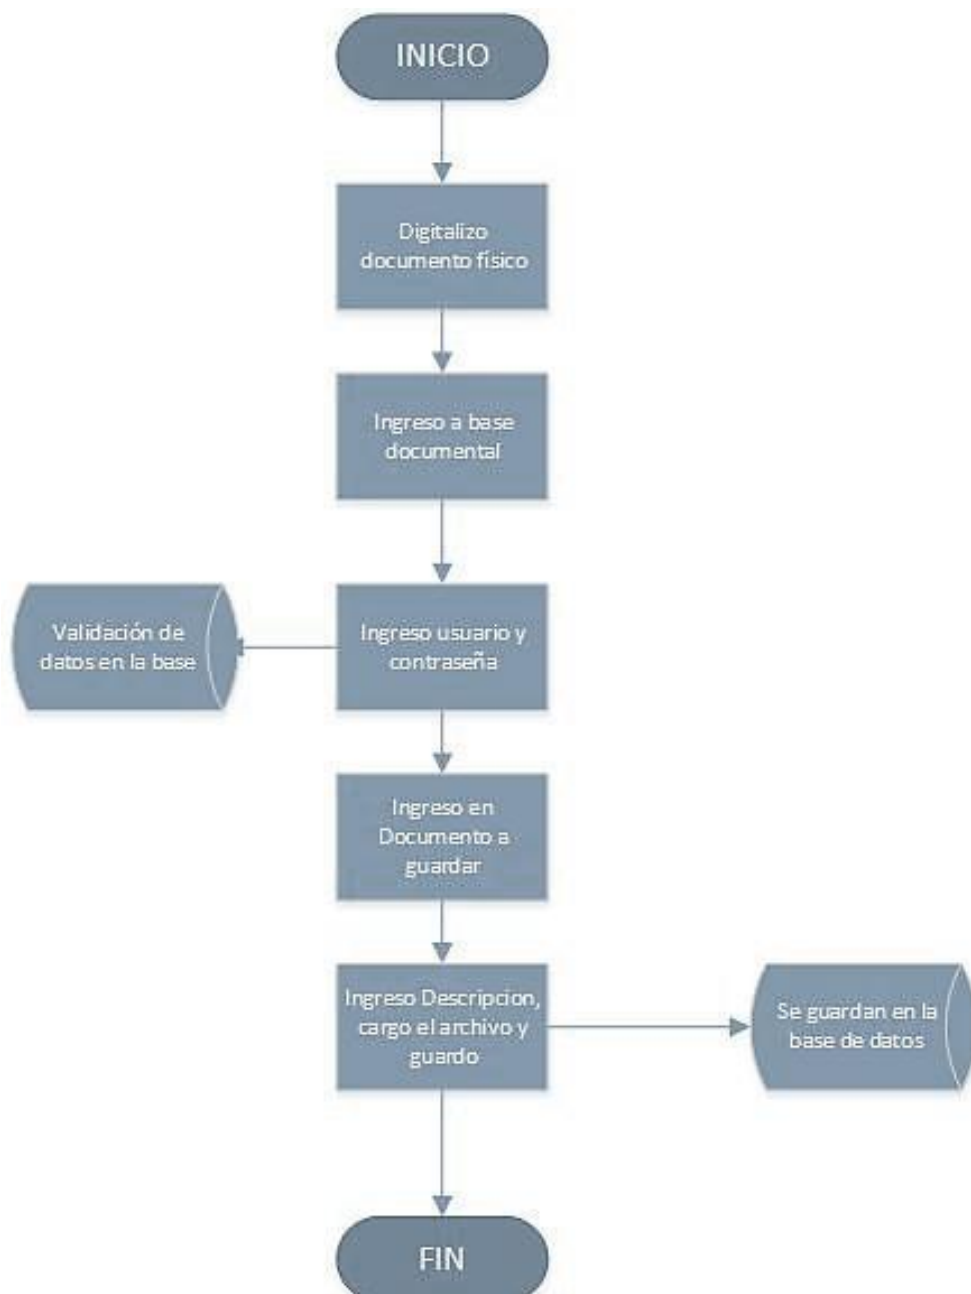 INICIO
Digitalizo
documento físico
Ingreso a base
documental
Validación de
datos en la base
Ingreso usuario y
contraseña
Ingreso en
Documento a
guardar
Ingreso Descripcion,
cargo el archivo y
guardo
Se guardan en la
base de datos
FIN